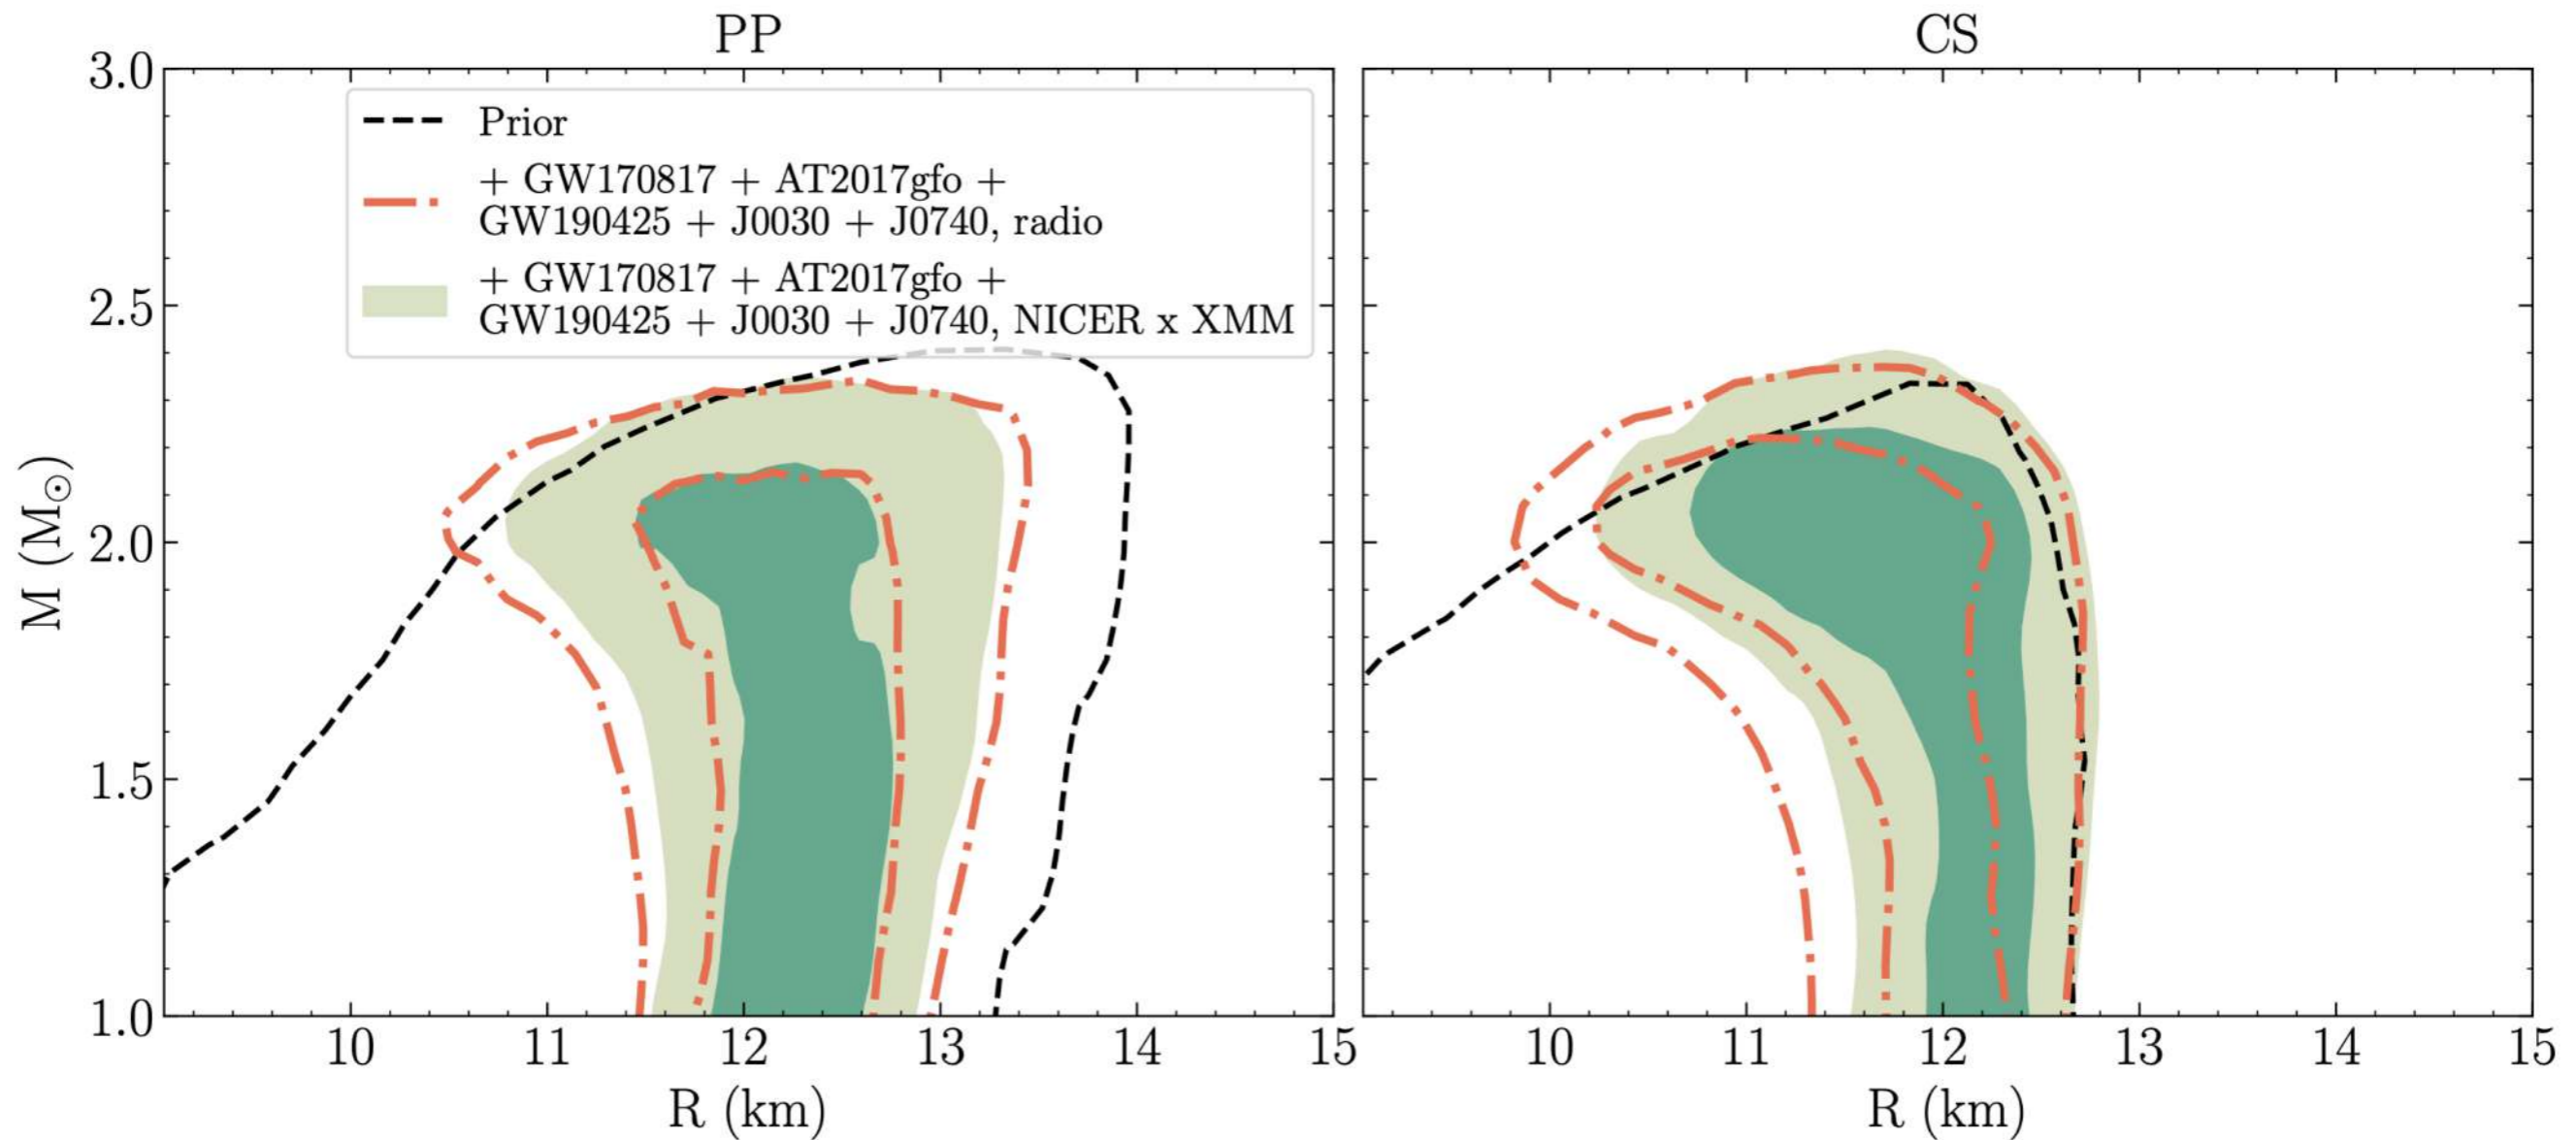 PP
CS
Prior
+ GW170817 + AT2017gfo +
GW190425 + J0030 + J0740, radio
+ GW170817 + AT2017gfo +
GW190425 + J0030 + J0740, NICER x XMM
M (M⊙)
3.0
2.5
2.0
1.5
1.0
10 11 12 13 14 15
10 11 12 13 14 15
R (km)
R (km)